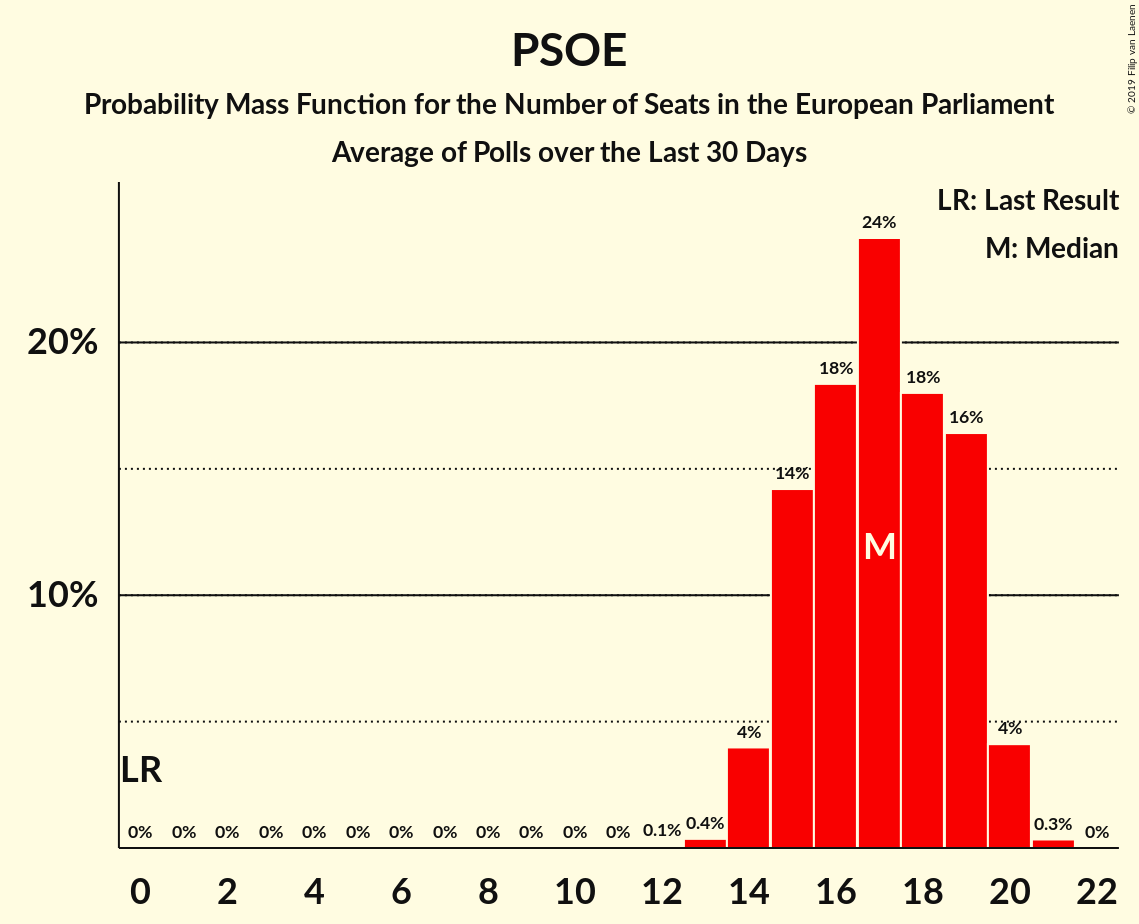 PSOE
Probability Mass Function for the Number of Seats in the European Parliament
Average of Polls over the Last 30 Days
© 2019 Filip van Laenen
LR: Last Result
M: Median
24%
20%
18%
18%
16%
14%
M
10%
4%
4%
LR
0% 0% 0% 0% 0% 0% 0% 0% 0% 0% 0% 0% 0.1% 0.4% 0.3% 0%
0 2 4 6 8 10 12 14 16 18 20 22